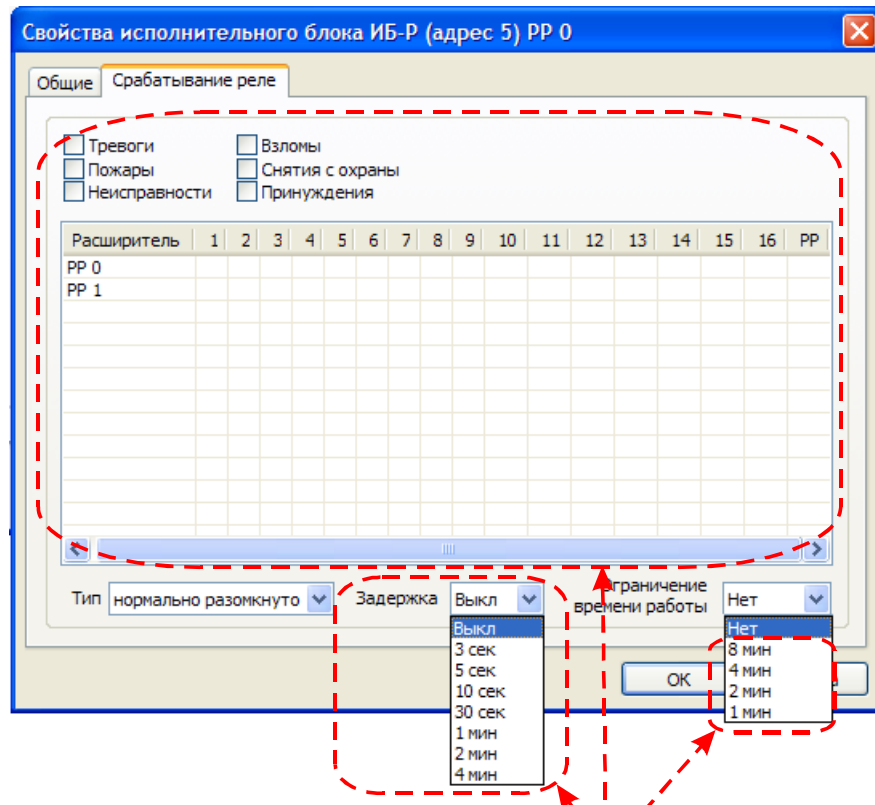 Свойства исполнительного блока ИБ-Р (адрес 5) РР 0
Общие Срабатывание реле
Тревоги Взломы
Пожары Снятия с охраны
Неисправности Принуждения
Расширитель 1 2 3 4 5 6 7 8 9 10 11 12 13 14 15 16 РР
РР 0
РР 1
Тип нормально разомкнуто Задержка Выкл
времени работы Нет
Выкл
3 сек
5 сек
10 сек
30 сек
1 мин
2 мин
4 мин
Нет
8 мин
4 мин
2 мин
1 мин
ОК